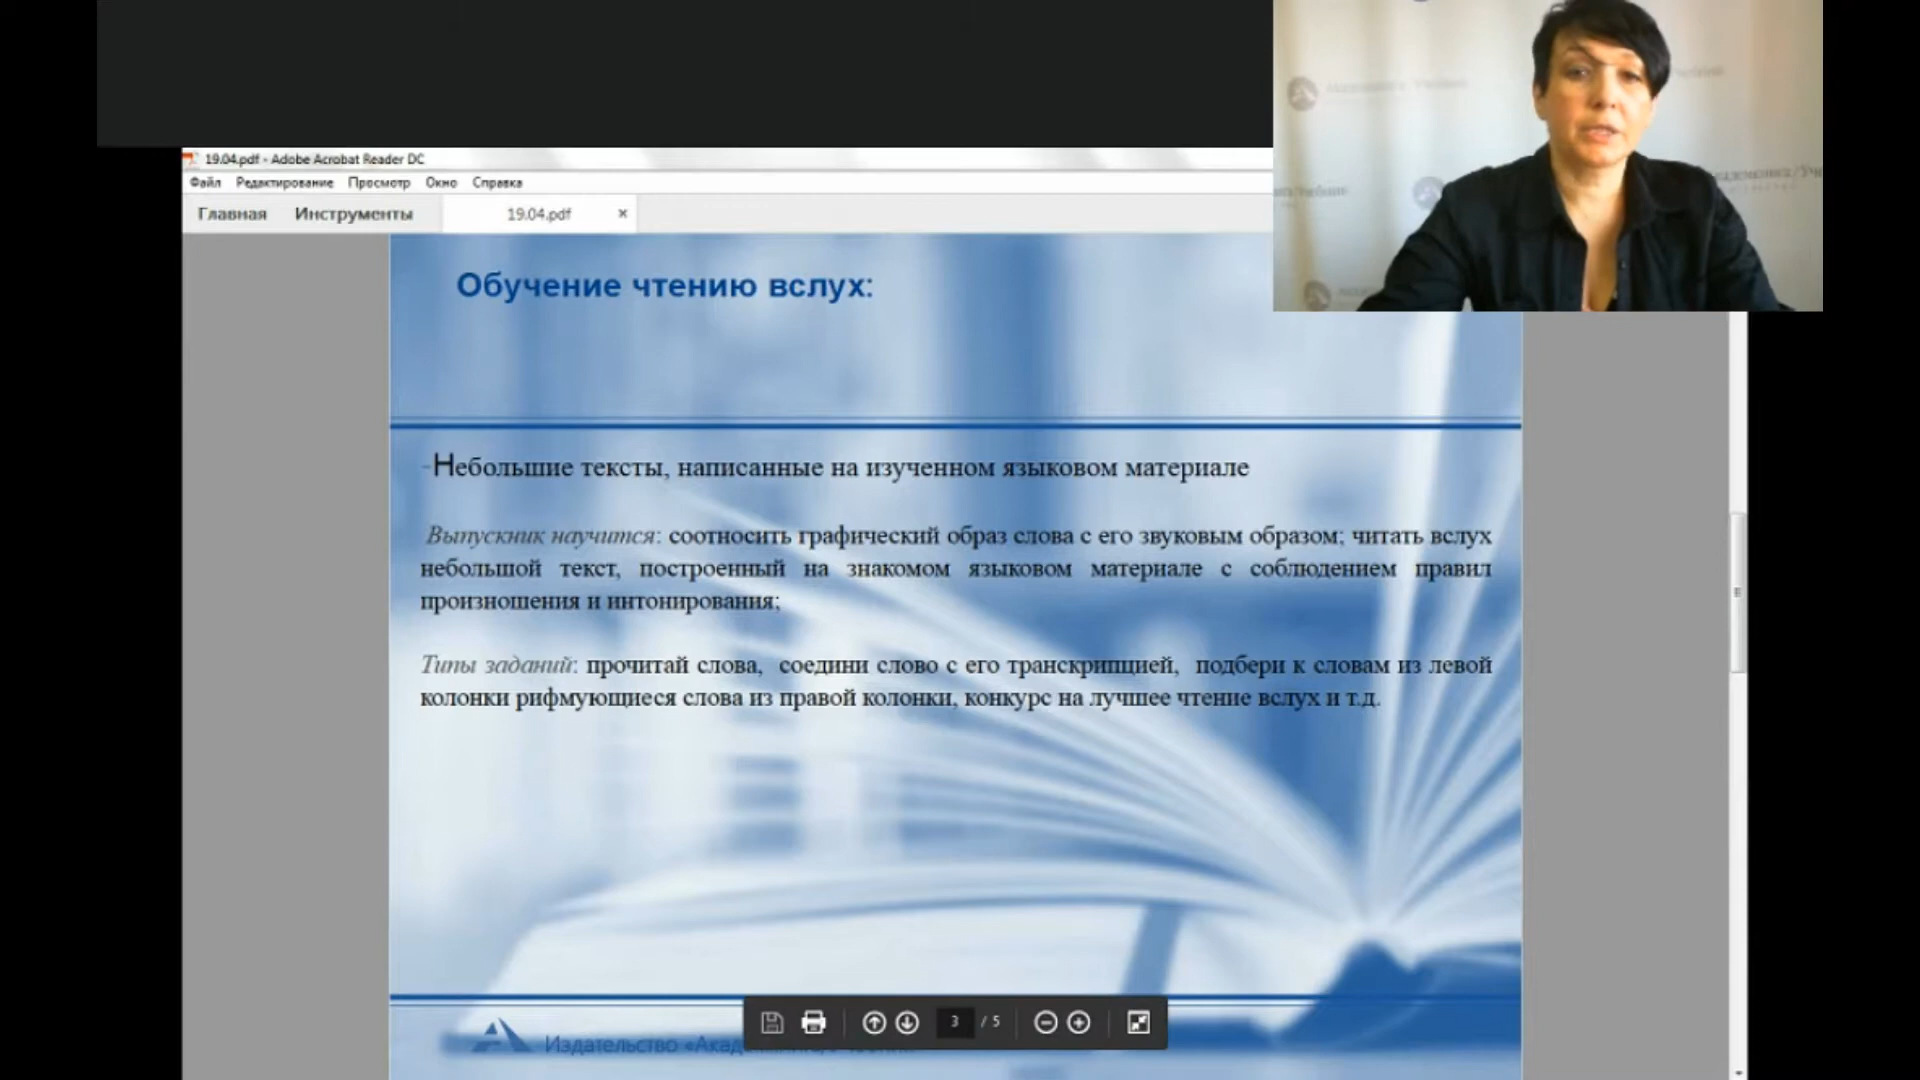 19.04.pdf - Adobe Acrobat Reader DC
Файл Редактирование Просмотр Окно Справка
Главная Инструменты 19.04.pdf ×
Обучение чтению вслух:
-Небольшие тексты, написанные на изученном языковом материале
Выпускник научится: соотносить графический образ слова с его звуковым образом; читать вслух
небольшой текст, построенный на знакомом языковом материале с соблюдением правил
произношения и интонирования;
Типы заданий: прочитай слова, соедини слово с его транскрипцией, подбери к словам из левой
колонки рифмующиеся слова из правой колонки, конкурс на лучшее чтение вслух и т.д.
3 / 5
Издательство